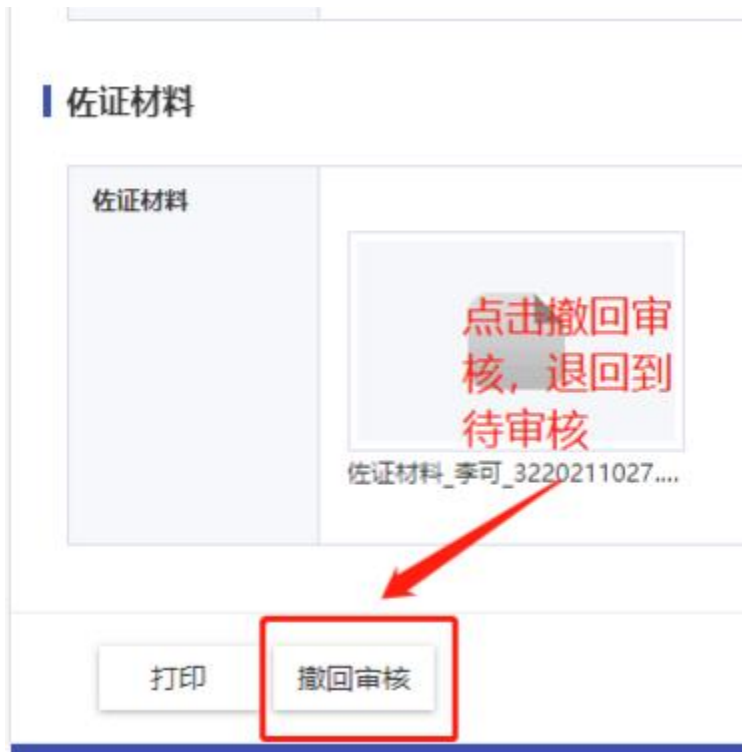 佐证材料
佐证材料
点击撤回审
核，退回到
待审核
佐证材料_李可_3220211027....
打印
撤回审核